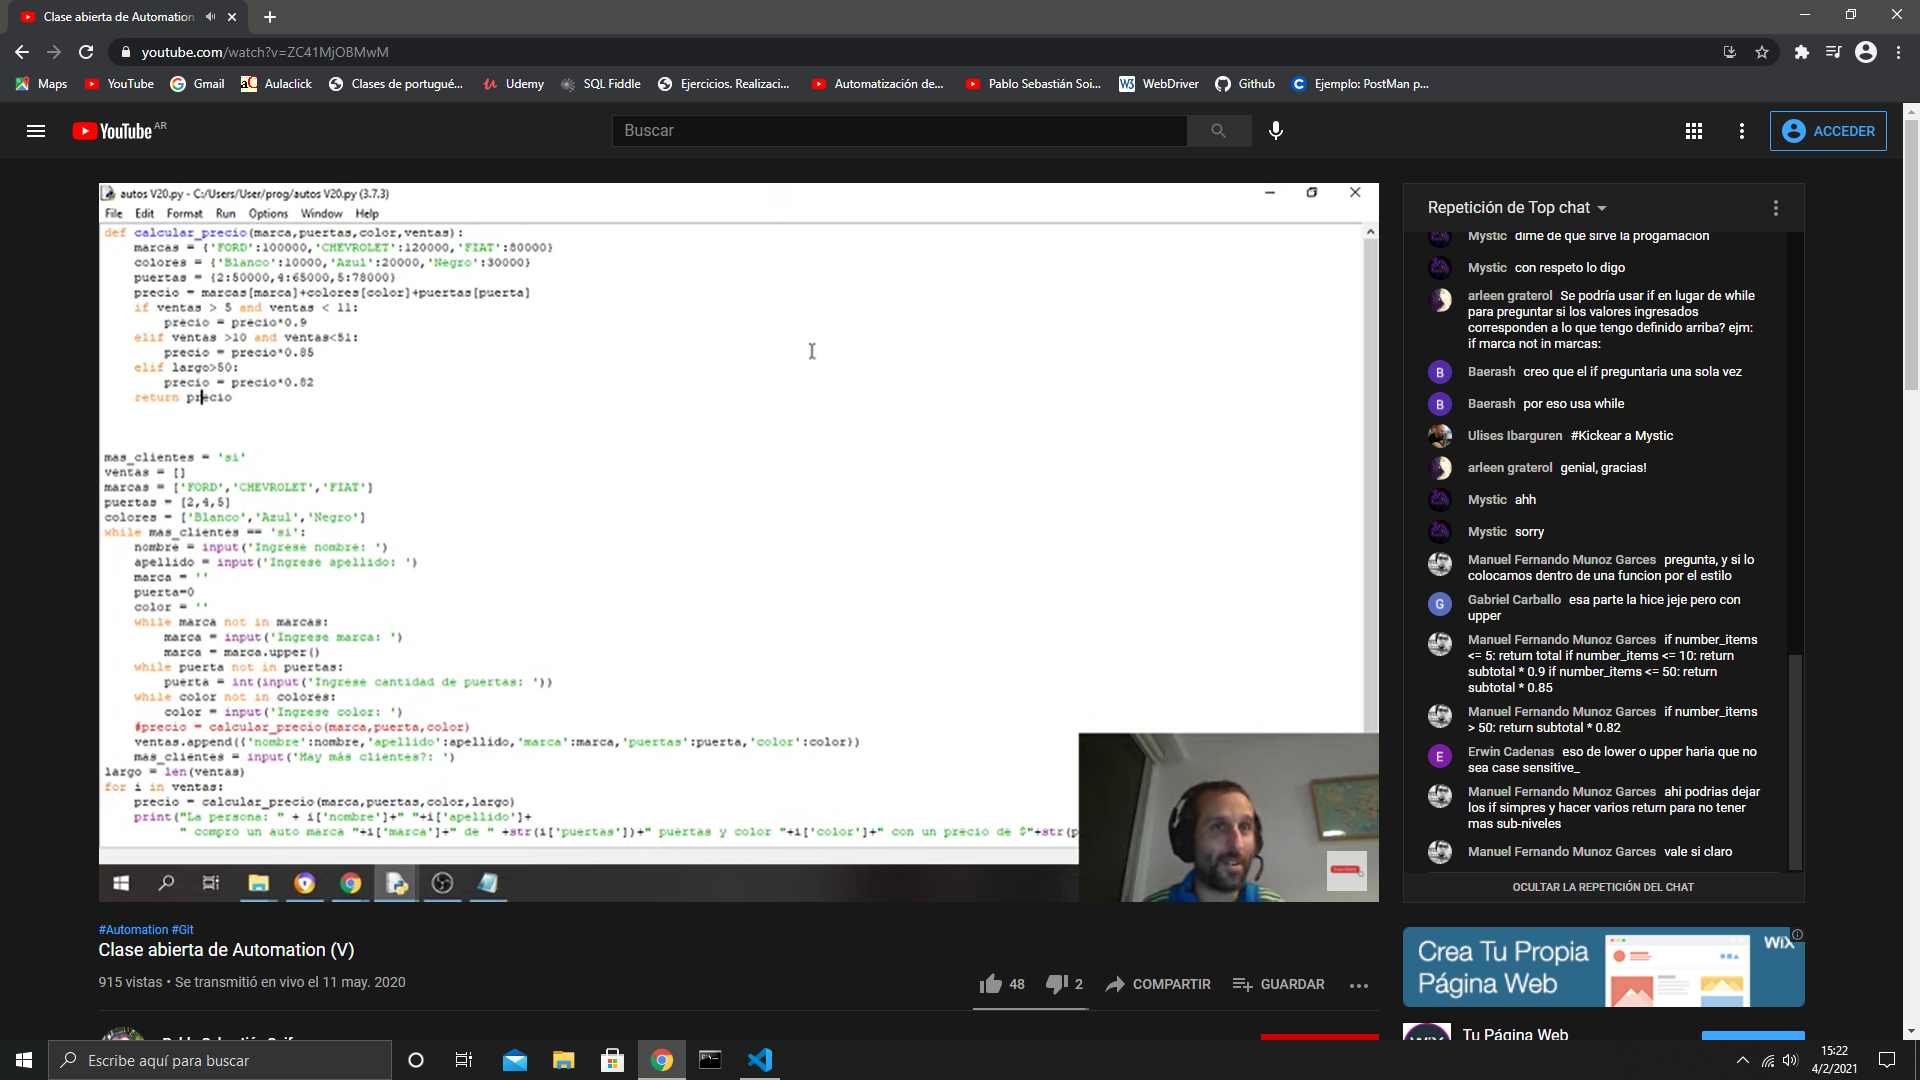 Clase abierta de Automation
youtube.com/watch?v=ZC41MjOBMwM
Maps YouTube Gmail Aulaclick Clases de portugué... Udemy SQL Fiddle Ejercicios. Realizaci... Automatización de... Pablo Sebastián Soi... WebDriver Github Ejemplo: PostMan p...
YouTube AR
Buscar
ACCEDER
autos V20.py - C:/Users/User/prog/autos V20.py (3.7.3)
File Edit Format Run Options Window Help
def calcular_precio(marca,puertas,color,ventas):
marcas = {'FORD':100000,'CHEVROLET':120000,'FIAT':80000}
colores = {'Blanco':10000,'Azul':20000,'Negro':30000}
puertas = {2:50000,4:65000,5:78000}
precio = marcas[marca]+colores[color]+puertas[puerta]
if ventas > 5 and ventas < 11:
precio = precio*0.9
elif ventas >10 and ventas<51:
precio = precio*0.85
elif largo>50:
precio = precio*0.82
return precio
mas_clientes = 'si'
ventas = []
marcas = ['FORD','CHEVROLET','FIAT']
puertas = [2,4,5]
colores = ['Blanco','Azul','Negro']
while mas_clientes == 'si':
nombre = input('Ingrese nombre: ')
apellido = input('Ingrese apellido: ')
marca = ''
puerta=0
color = ''
while marca not in marcas:
marca = input('Ingrese marca: ')
marca = marca.upper()
while puerta not in puertas:
puerta = int(input('Ingrese cantidad de puertas: '))
while color not in colores:
color = input('Ingrese color: ')
#precio = calcular_precio(marca,puerta,color)
ventas.append({'nombre':nombre,'apellido':apellido,'marca':marca,'puertas':puerta,'color':color})
mas_clientes = input('Hay más clientes?: ')
largo = len(ventas)
for i in ventas:
precio = calcular_precio(marca,puertas,color,largo)
print("La persona: " + i['nombre']+" "+i['apellido']+
" compro un auto marca "+i['marca']+" de " +str(i['puertas'])+" puertas y color "+i['color']+" con un precio de $"+str(p
Repetición de Top chat
Mystic dime de que sirve la progamacion
Mystic con respeto lo digo
arleen graterol Se podría usar if en lugar de while
para preguntar si los valores ingresados
corresponden a lo que tengo definido arriba? ejm:
if marca not in marcas:
B Baerash creo que el if preguntaria una sola vez
B Baerash por eso usa while
Ulises Ibarguren #Kickear a Mystic
arleen graterol genial, gracias!
Mystic ahh
Mystic sorry
Manuel Fernando Munoz Garces pregunta, y si lo
colocamos dentro de una funcion por el estilo
G Gabriel Carballo esa parte la hice jeje pero con
upper
Manuel Fernando Munoz Garces if number_items
<= 5: return total if number_items <= 10: return
subtotal * 0.9 if number_items <= 50: return
subtotal * 0.85
Manuel Fernando Munoz Garces if number_items
> 50: return subtotal * 0.82
E Erwin Cadenas eso de lower o upper haria que no
sea case sensitive_
Manuel Fernando Munoz Garces ahi podrias dejar
los if simpres y hacer varios return para no tener
mas sub-niveles
Manuel Fernando Munoz Garces vale si claro
OCULTAR LA REPETICIÓN DEL CHAT
#Automation #Git
Clase abierta de Automation (V)
915 vistas • Se transmitió en vivo el 11 may. 2020
48 2 COMPARTIR GUARDAR
Crea Tu Propia
Página Web
WiX
Tu Página Web
Escribe aquí para buscar
15:22
4/2/2021